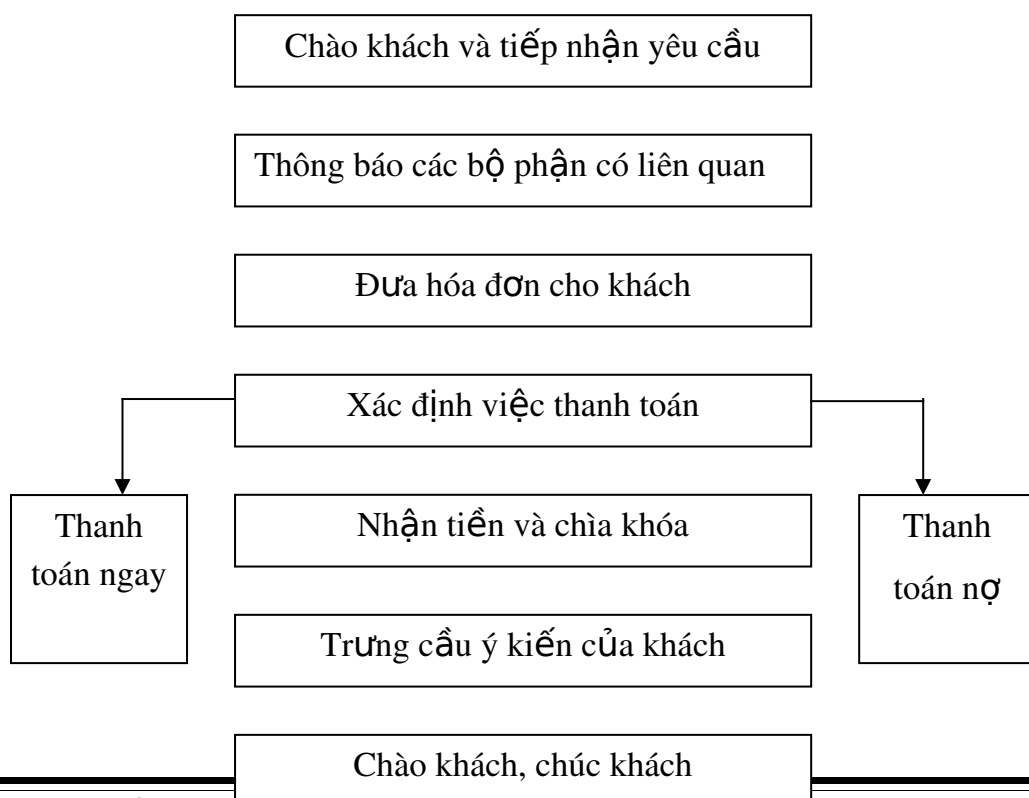 Chào khách và tiếp nhận yêu cầu
Thông báo các bộ phận có liên quan
Đưa hóa đơn cho khách
Xác định việc thanh toán
Thanh
toán ngay
Nhận tiền và chìa khóa
Thanh
toán nợ
Trưng cầu ý kiến của khách
Chào khách, chúc khách